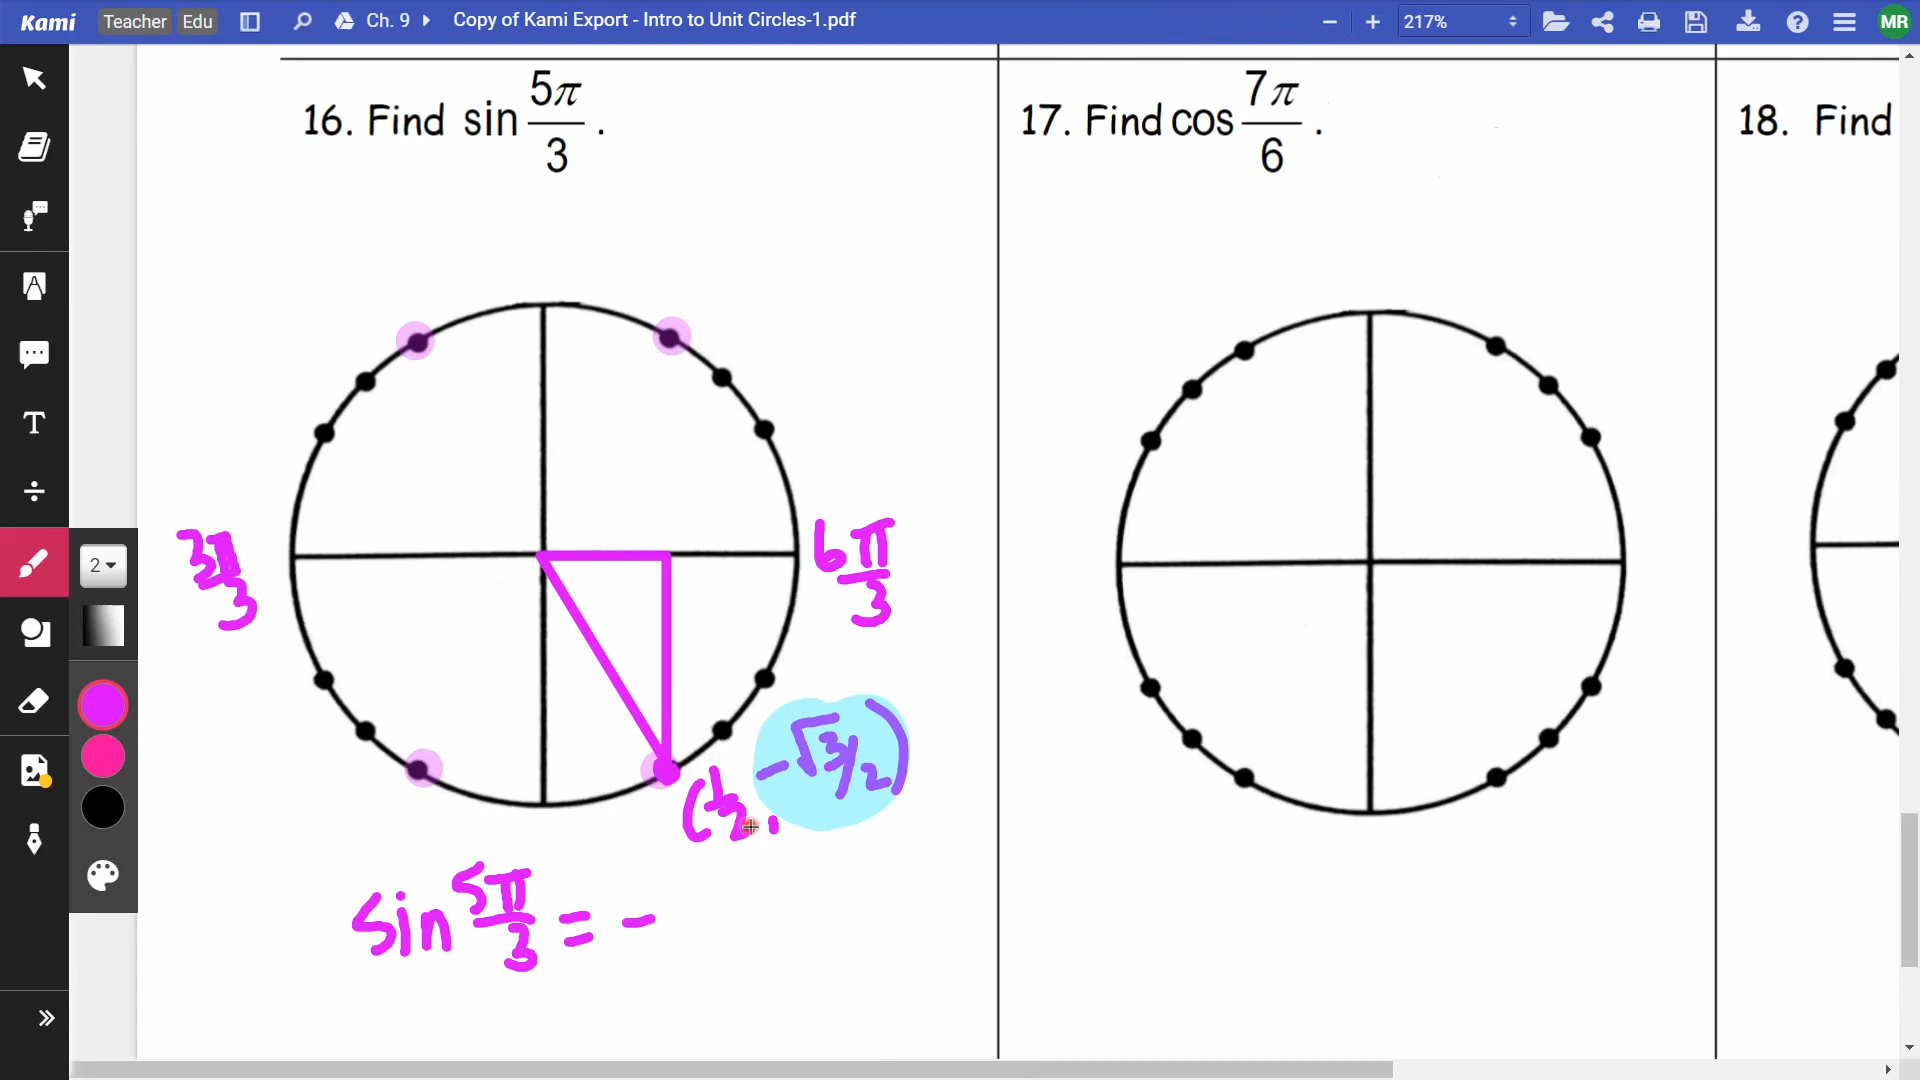 Kami Teacher Edu Ch. 9 Copy of Kami Export - Intro to Unit Circles-1.pdf 217% MR
16. Find sin 5π/3 .
17. Find cos 7π/6 .
18. Find
3π/3
6π/3
(1/2, -√3/2)
sin 5π/3 = -
T
2